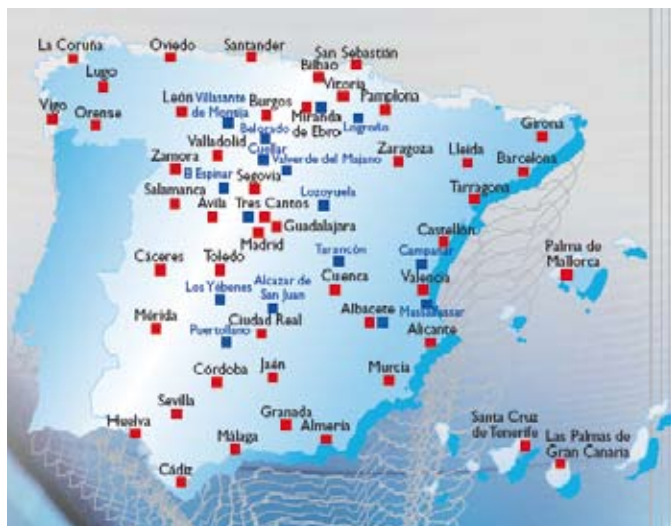 La Coruña
Oviedo
Santander
San Sebastián
Bilbao
Lugo
Vitoria
Vigo
Orense
León
Villasante
de Montija
Burgos
Miranda
de Ebro
Pamplona
Logroño
Belorado
Girona
Valladolid
Cuellar
Valverde del Majano
Zaragoza
Lleida
Barcelona
Zamora
El Espinar
Segovia
Salamanca
Lozoyuela
Tarragona
Ávila
Tres Cantos
Guadalajara
Madrid
Castellón
Cáceres
Toledo
Tarancón
Campanar
Palma de
Mallorca
Cuenca
Valencia
Los Yébenes
Alcazar de
San Juan
Massalfassar
Mérida
Ciudad Real
Albacete
Puertollano
Alicante
Córdoba
Jaén
Murcia
Sevilla
Huelva
Granada
Almería
Málaga
Cádiz
Santa Cruz
de Tenerife
Las Palmas de
Gran Canaria